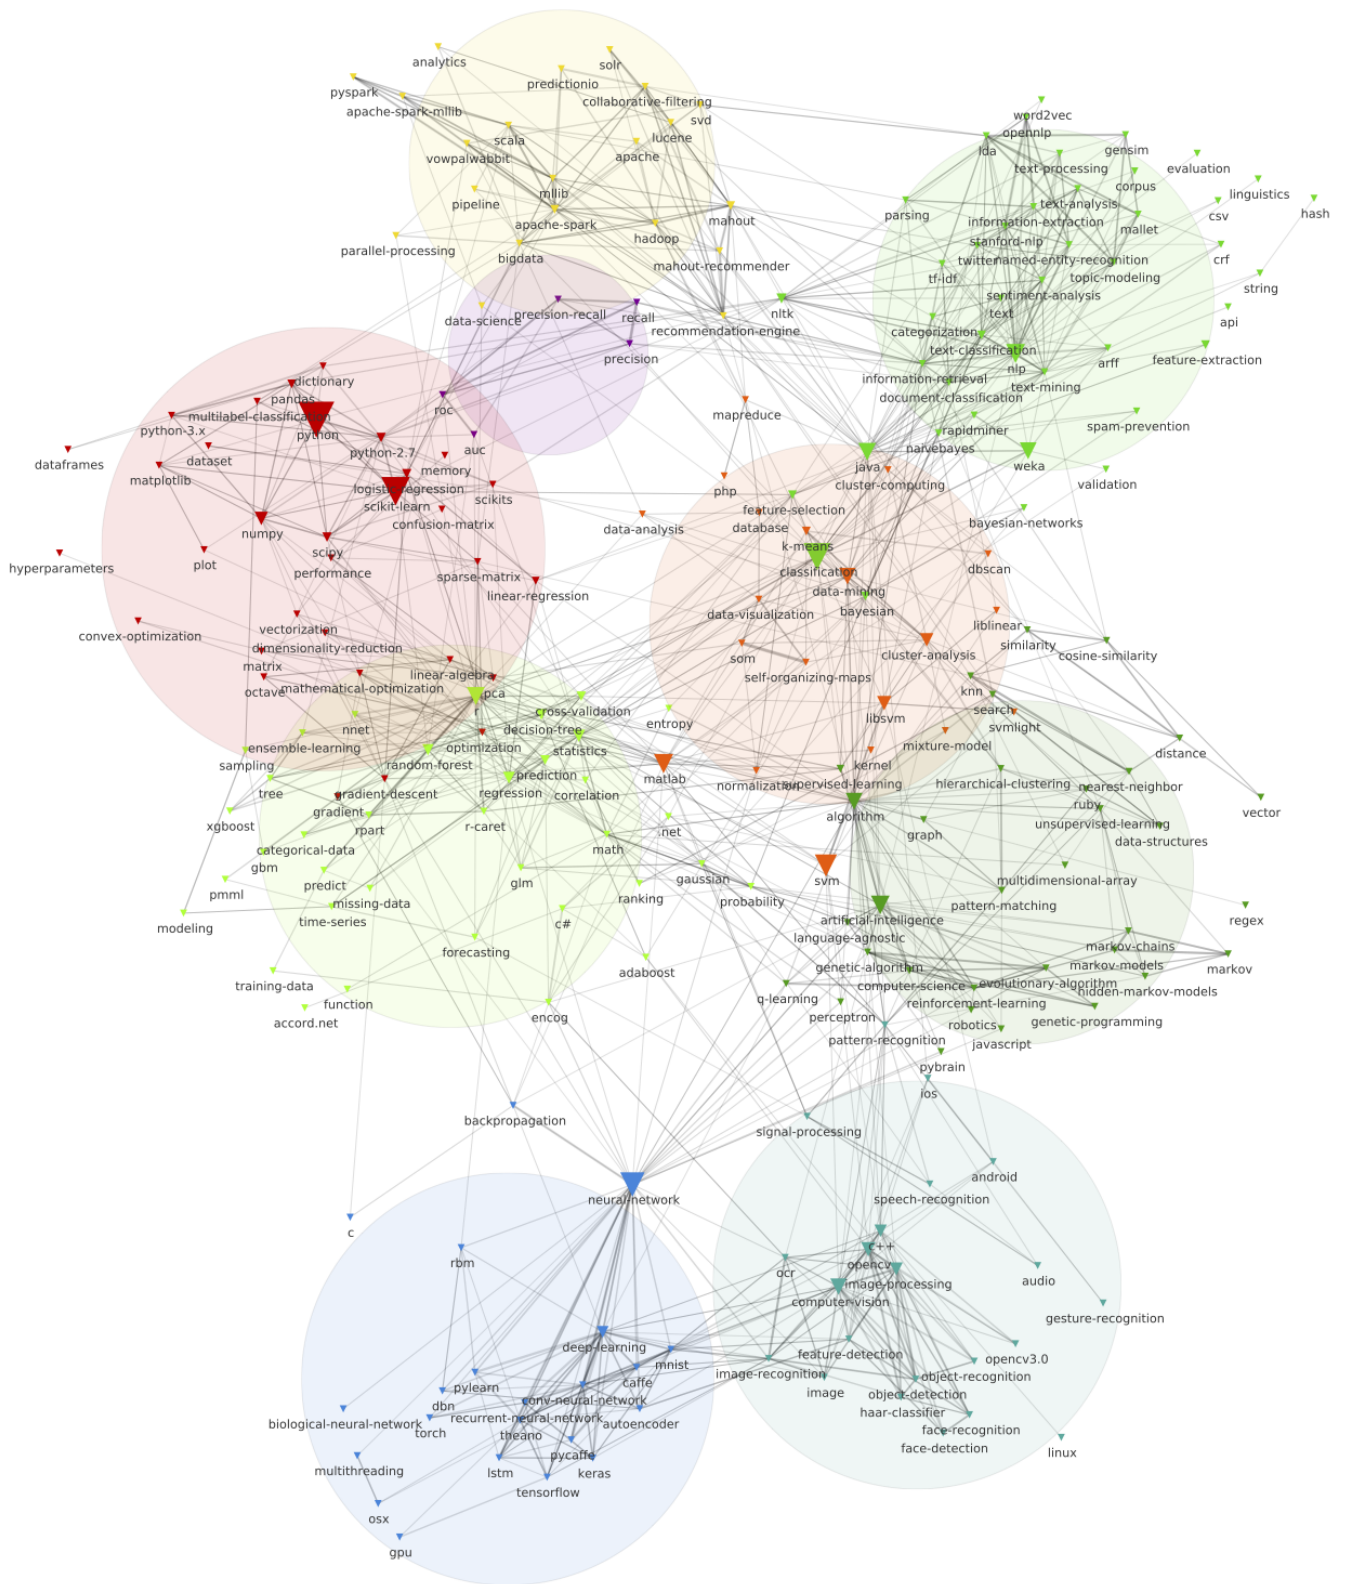 analytics
solr
predictionio
pyspark
collaborative-filtering
apache-spark-mllib
svd
word2vec
opennlp
scala
lucene
lda
gensim
vowpalwabbit
apache
text-processing
evaluation
corpus
linguistics
mllib
pipeline
text-analysis
hash
apache-spark
mahout
parsing
information-extraction
mallet
csv
hadoop
stanford-nlp
parallel-processing
bigdata
mahout-recommender
twitter
named-entity-recognition
crf
tf-idf
topic-modeling
string
sentiment-analysis
data-science
precision-recall
recall
nltk
text
api
recommendation-engine
categorization
text-classification
precision
nlp
arff
feature-extraction
information-retrieval
text-mining
dictionary
document-classification
pandas
roc
multilabel-classification
mapreduce
python-3.x
python
rapidminer
spam-prevention
auc
naivebayes
python-2.7
dataset
dataframes
memory
java
weka
matplotlib
cluster-computing
validation
logistic-regression
php
scikits
scikit-learn
feature-selection
confusion-matrix
data-analysis
database
bayesian-networks
numpy
k-means
scipy
plot
hyperparameters
performance
sparse-matrix
classification
dbscan
linear-regression
data-mining
bayesian
data-visualization
vectorization
liblinear
convex-optimization
dimensionality-reduction
similarity
som
cluster-analysis
cosine-similarity
matrix
linear-algebra
self-organizing-maps
octave
mathematical-optimization
pca
knn
r
cross-validation
search
entropy
libsvm
nnet
decision-tree
svmlight
ensemble-learning
optimization
statistics
mixture-model
distance
sampling
random-forest
kernel
prediction
matlab
normalization
supervised-learning
hierarchical-clustering
nearest-neighbor
tree
gradient-descent
regression
correlation
ruby
xgboost
gradient
r-caret
algorithm
unsupervised-learning
vector
rpart
.net
graph
data-structures
categorical-data
math
gbm
gaussian
svm
multidimensional-array
predict
glm
pmml
missing-data
ranking
probability
pattern-matching
time-series
artificial-intelligence
regex
modeling
c#
language-agnostic
markov-chains
forecasting
genetic-algorithm
markov-models
markov
adaboost
computer-science
evolutionary-algorithm
training-data
hidden-markov-models
q-learning
reinforcement-learning
function
perceptron
encog
accord.net
robotics
genetic-programming
pattern-recognition
javascript
pybrain
ios
backpropagation
signal-processing
android
speech-recognition
neural-network
c
c++
rbm
opencv
ocr
image-processing
audio
computer-vision
gesture-recognition
deep-learning
feature-detection
mnist
opencv3.0
image-recognition
object-recognition
caffe
pylearn
image
object-detection
conv-neural-network
dbn
haar-classifier
recurrent-neural-network
biological-neural-network
autoencoder
torch
theano
face-recognition
face-detection
linux
pycaffe
multithreading
lstm
keras
tensorflow
osx
gpu